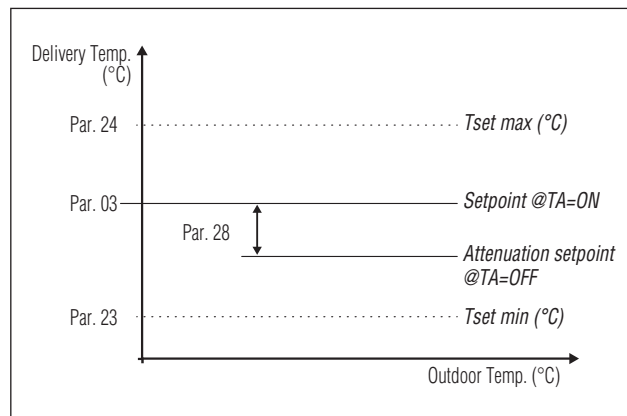 Delivery Temp.
(°C)
Par. 24
Tset max (°C)
Par. 03
Setpoint @TA=ON
Par. 28
Attenuation setpoint
@TA=OFF
Par. 23
Tset min (°C)
Outdoor Temp. (°C)